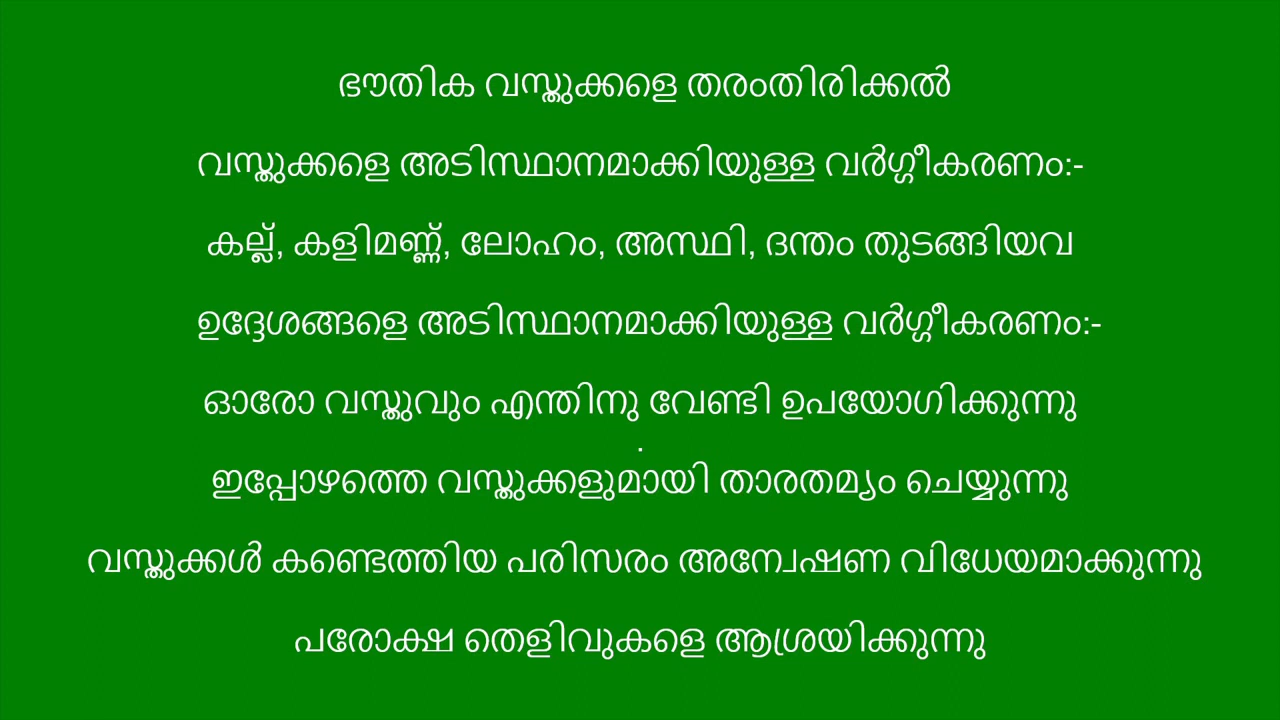 ഭൗതിക വസ്തുക്കളെ തരംതിരിക്കൽ
വസ്തുക്കളെ അടിസ്ഥാനമാക്കിയുള്ള വർഗ്ഗീകരണം:-
കല്ല്, കളിമണ്ണ്, ലോഹം, അസ്ഥി, ദന്തം തുടങ്ങിയവ
ഉദ്ദേശങ്ങളെ അടിസ്ഥാനമാക്കിയുള്ള വർഗ്ഗീകരണം:-
ഓരോ വസ്തുവും എന്തിനു വേണ്ടി ഉപയോഗിക്കുന്നു
.
ഇപ്പോഴത്തെ വസ്തുക്കളുമായി താരതമ്യം ചെയ്യുന്നു
വസ്തുക്കൾ കണ്ടെത്തിയ പരിസരം അന്വേഷണ വിധേയമാക്കുന്നു
പരോക്ഷ തെളിവുകളെ ആശ്രയിക്കുന്നു